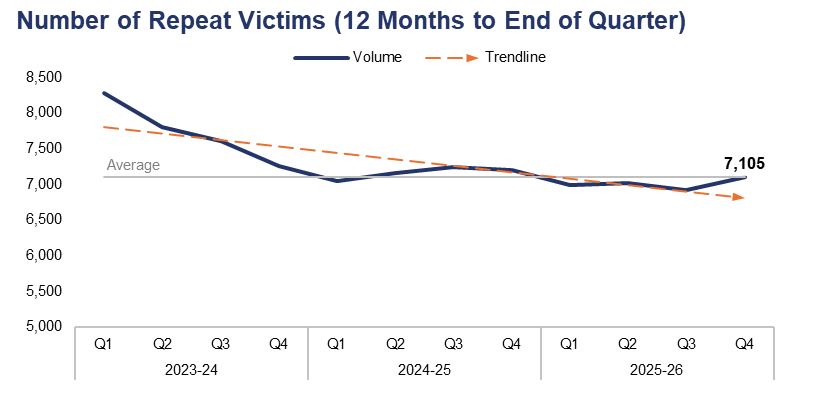 Number of Repeat Victims (12 Months to End of Quarter)
Volume Trendline
8,500
8,000
7,500
7,000
6,500
6,000
5,500
5,000
Average
7,105
Q1 Q2 Q3 Q4 Q1 Q2 Q3 Q4 Q1 Q2 Q3 Q4
2023-24 2024-25 2025-26